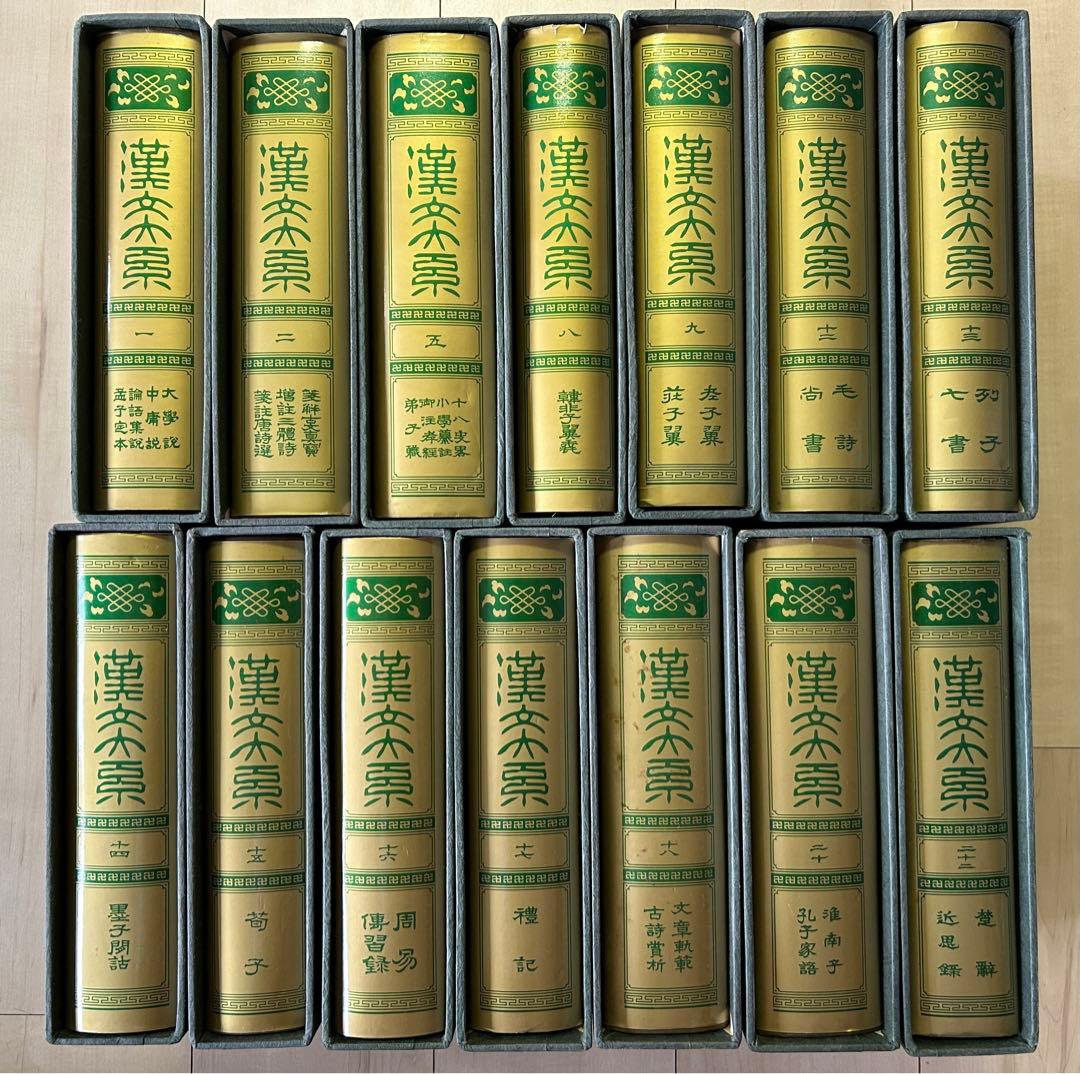 漢文大系
一
大學說
中庸說
論語集說
孟子定本
漢文大系
二
箋解古文眞寶
增註三體詩
箋註唐詩選
漢文大系
五
十八史畧
小學纂註
御注孝經
弟子職
漢文大系
八
韓非子翼毳
漢文大系
九
老子翼
莊子翼
漢文大系
十二
毛詩
尚書
漢文大系
十三
列子
七書
漢文大系
十四
墨子閒詁
漢文大系
十五
荀子
漢文大系
十六
周易
傳習録
漢文大系
十七
禮記
漢文大系
十八
文章軌範
古詩賞析
漢文大系
二十
淮南子
孔子家語
漢文大系
二十二
楚辭
近思錄